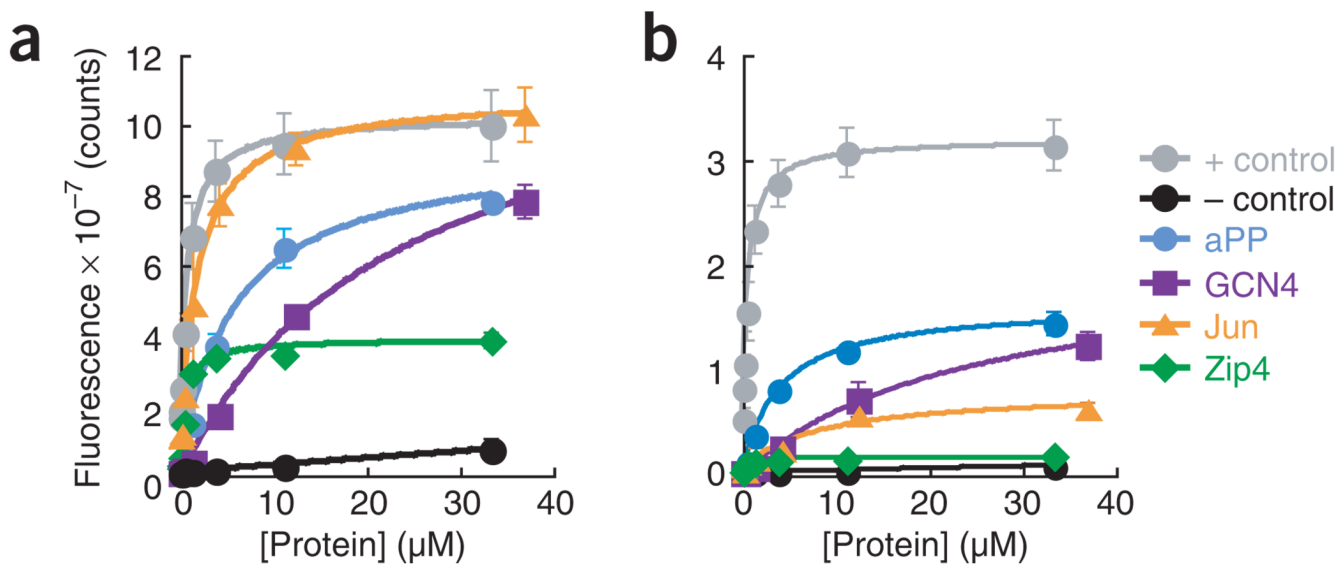 a
Fluorescence × 10⁻⁷ (counts)
12
10
8
6
4
2
0
0 10 20 30 40
[Protein] (μM)
b
4
3
2
1
0
0 10 20 30 40
[Protein] (μM)
+ control
– control
aPP
GCN4
Jun
Zip4